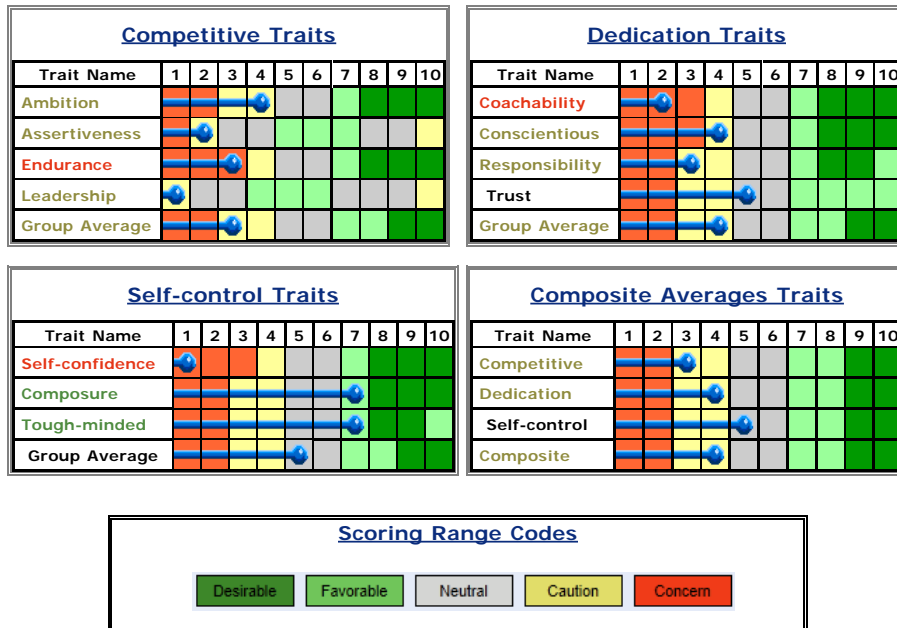 Competitive Traits
Trait Name 1 2 3 4 5 6 7 8 9 10
Ambition
Assertiveness
Endurance
Leadership
Group Average
Dedication Traits
Trait Name 1 2 3 4 5 6 7 8 9 10
Coachability
Conscientious
Responsibility
Trust
Group Average
Self-control Traits
Trait Name 1 2 3 4 5 6 7 8 9 10
Self-confidence
Composure
Tough-minded
Group Average
Composite Averages Traits
Trait Name 1 2 3 4 5 6 7 8 9 10
Competitive
Dedication
Self-control
Composite
Scoring Range Codes
Desirable Favorable Neutral Caution Concern